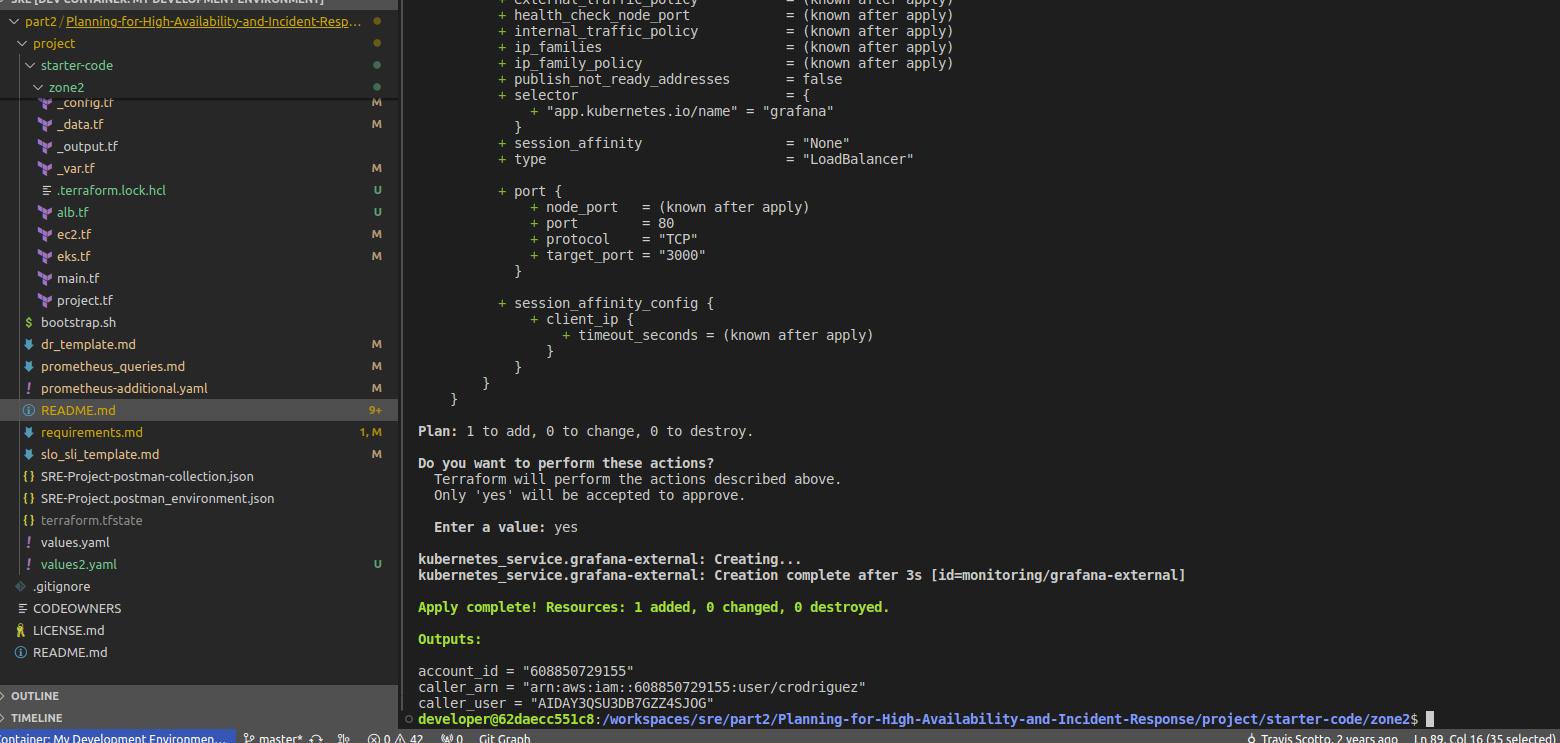 SRE [DEV CONTAINER: MY DEVELOPMENT ENVIRONMENT]
part2/Planning-for-High-Availability-and-Incident-Resp...
project
starter-code
zone2
_config.tf M
_data.tf M
_output.tf
_var.tf M
.terraform.lock.hcl U
alb.tf U
ec2.tf M
eks.tf M
main.tf
project.tf
$ bootstrap.sh
dr_template.md M
prometheus_queries.md M
! prometheus-additional.yaml M
README.md 9+
requirements.md 1, M
slo_sli_template.md M
{} SRE-Project-postman-collection.json
{} SRE-Project.postman_environment.json
{} terraform.tfstate
! values.yaml
! values2.yaml U
.gitignore
CODEOWNERS
LICENSE.md
README.md
OUTLINE
TIMELINE
+ external_traffic_policy = (known after apply)
+ health_check_node_port = (known after apply)
+ internal_traffic_policy = (known after apply)
+ ip_families = (known after apply)
+ ip_family_policy = (known after apply)
+ publish_not_ready_addresses = false
+ selector = {
+ "app.kubernetes.io/name" = "grafana"
}
+ session_affinity = "None"
+ type = "LoadBalancer"
+ port {
+ node_port = (known after apply)
+ port = 80
+ protocol = "TCP"
+ target_port = "3000"
}
+ session_affinity_config {
+ client_ip {
+ timeout_seconds = (known after apply)
}
}
}
}
Plan: 1 to add, 0 to change, 0 to destroy.
Do you want to perform these actions?
Terraform will perform the actions described above.
Only 'yes' will be accepted to approve.
Enter a value: yes
kubernetes_service.grafana-external: Creating...
kubernetes_service.grafana-external: Creation complete after 3s [id=monitoring/grafana-external]
Apply complete! Resources: 1 added, 0 changed, 0 destroyed.
Outputs:
account_id = "608850729155"
caller_arn = "arn:aws:iam::608850729155:user/crodriguez"
caller_user = "AIDAY3QSU3DB7GZZ4SJOG"
developer@62daecc551c8:/workspaces/sre/part2/Planning-for-High-Availability-and-Incident-Response/project/starter-code/zone2$
ontainer: My Development Environmen... master* 0 42 0 Git Graph Travis Scotto, 2 years ago Ln 89, Col 16 (35 selected)